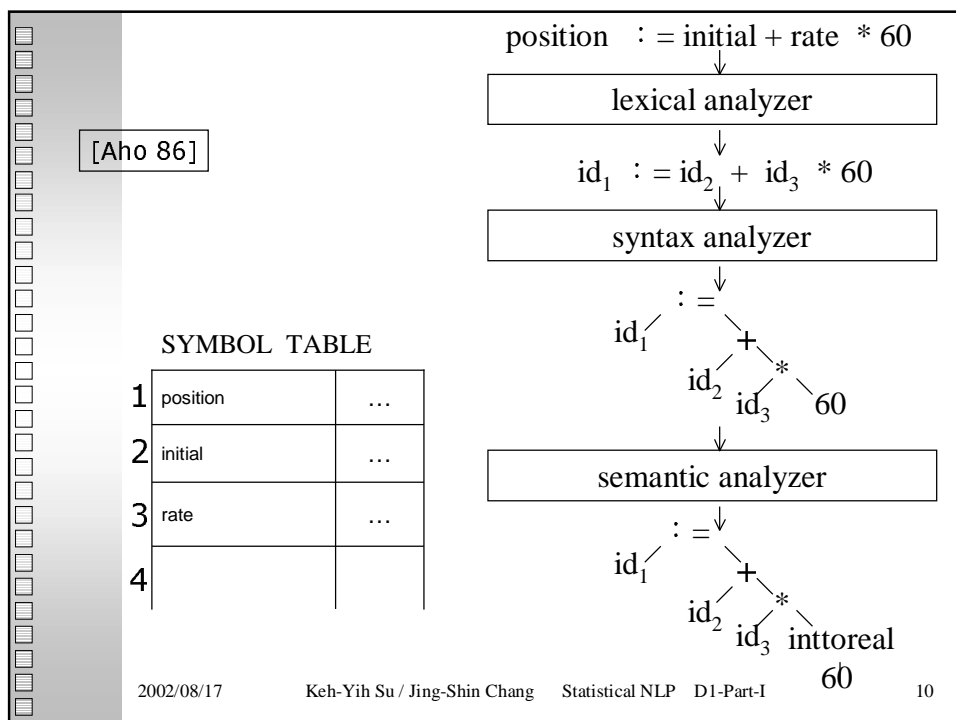 position := initial + rate * 60
lexical analyzer
[Aho 86]
id₁ := id₂ + id₃ * 60
syntax analyzer
:=
id₁ +
id₂ *
id₃ 60
SYMBOL TABLE
1 position ...
2 initial ...
3 rate ...
4
semantic analyzer
:=
id₁ +
id₂ *
id₃ inttoreal
60
2002/08/17 Keh-Yih Su / Jing-Shin Chang Statistical NLP D1-Part-I 10